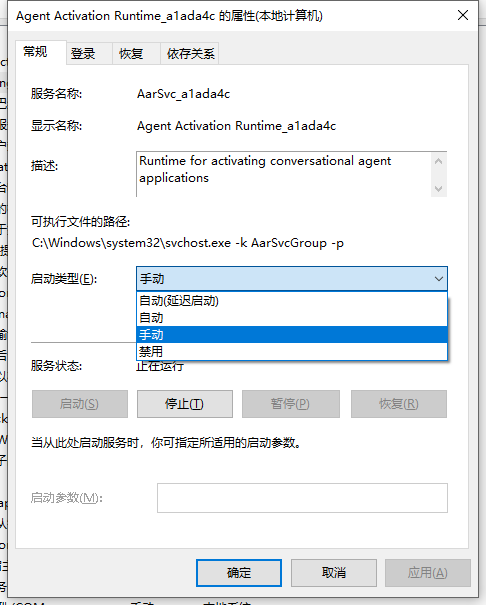 Agent Activation Runtime_a1ada4c 的属性(本地计算机)
常规 登录 恢复 依存关系
服务名称: AarSvc_a1ada4c
显示名称: Agent Activation Runtime_a1ada4c
描述: Runtime for activating conversational agent
applications
可执行文件的路径:
C:\Windows\system32\svchost.exe -k AarSvcGroup -p
启动类型(E): 手动
自动(延迟启动)
自动
手动
禁用
服务状态: 正在运行
启动(S) 停止(T) 暂停(P) 恢复(R)
当从此处启动服务时，你可指定所适用的启动参数。
启动参数(M):
确定 取消 应用(A)